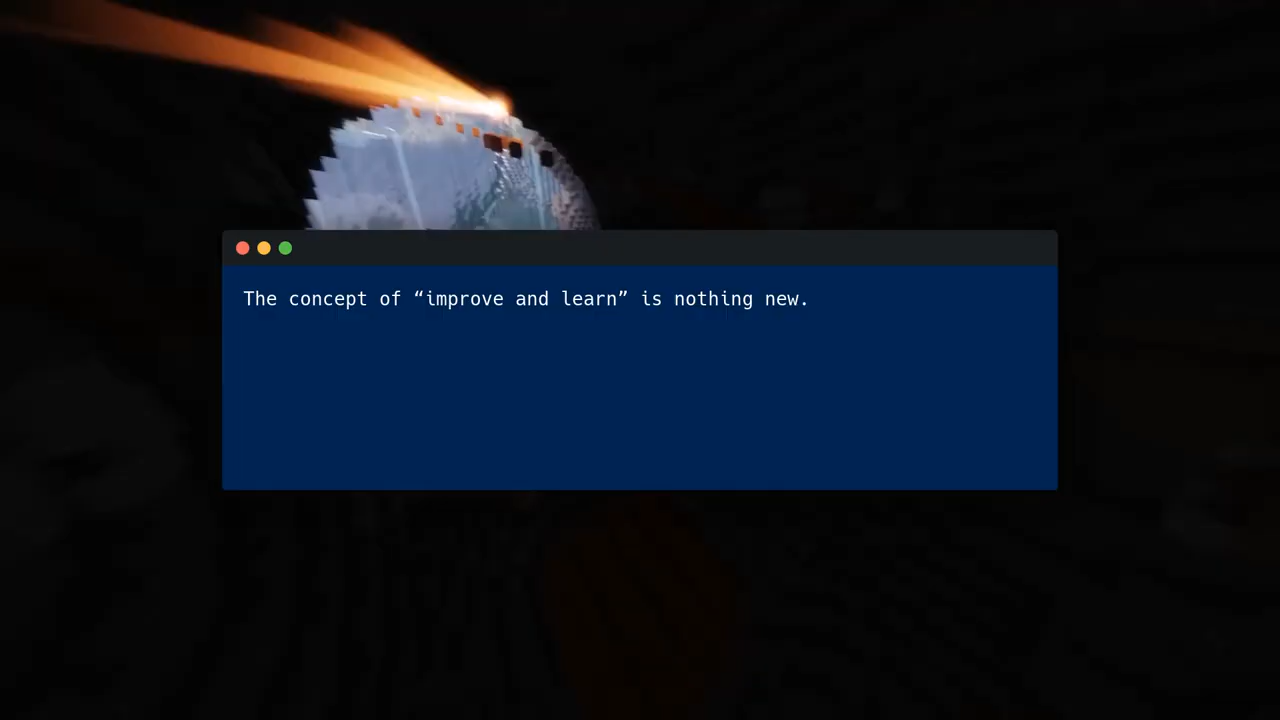 The concept of “improve and learn” is nothing new.